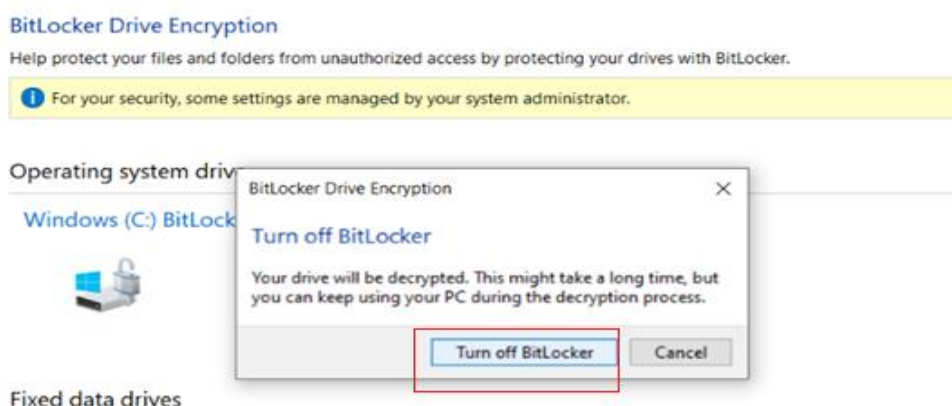 BitLocker Drive Encryption
Help protect your files and folders from unauthorized access by protecting your drives with BitLocker.
For your security, some settings are managed by your system administrator.
Operating system driv
BitLocker Drive Encryption
Windows (C:) BitLock
Turn off BitLocker
Your drive will be decrypted. This might take a long time, but
you can keep using your PC during the decryption process.
Turn off BitLocker
Cancel
Fixed data drives